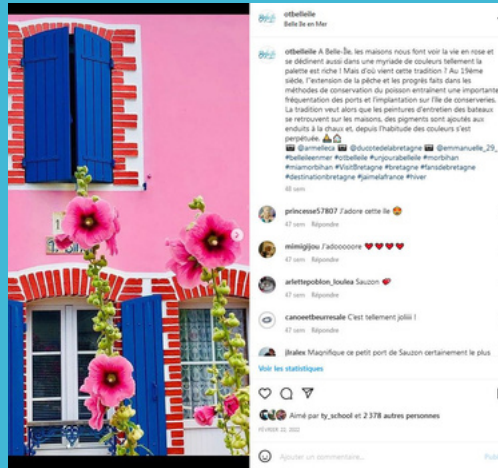 otbelleile
Belle Ile en Mer
otbelleile A Belle-Île, les maisons nous font voir la vie en rose et
se déclinent aussi dans une myriade de couleurs tellement la
palette est riche ! Mais d'où vient cette tradition ? Au 19ème
siècle, l'extension de la pêche et les progrès faits dans les
méthodes de conservation du poisson entraînent une importante
fréquentation des ports et l'implantation sur l'île de conserveries.
La tradition veut alors que les peintures d'entretien des bateaux
se retrouvent sur les maisons, des pigments sont ajoutés aux
enduits à la chaux et, depuis l'habitude des couleurs s'est
perpétuée.
@armelleca @ducotedelabretagne @emmanuelle_29_
#belleileenmer #otbelleile #unjourabelleile #morbihan
#miamorbihan #VisitBretagne #bretagne #fansdebretagne
#destinationbretagne #jaimelafrance #hiver
48 sem
princesse57807 J'adore cette île
47 sem Répondre
mimigijou J'adoooore
47 sem Répondre
arlettepoblon_loulea Sauzon
47 sem Répondre
canoeetbeurresale C'est tellement joliii !
47 sem Répondre
Magnifique ce petit port de Sauzon certainement le plus
Voir les statistiques
Aimé par ty_school et 2 378 autres personnes
FÉVRIER 22, 2022
Ajouter un commentaire...